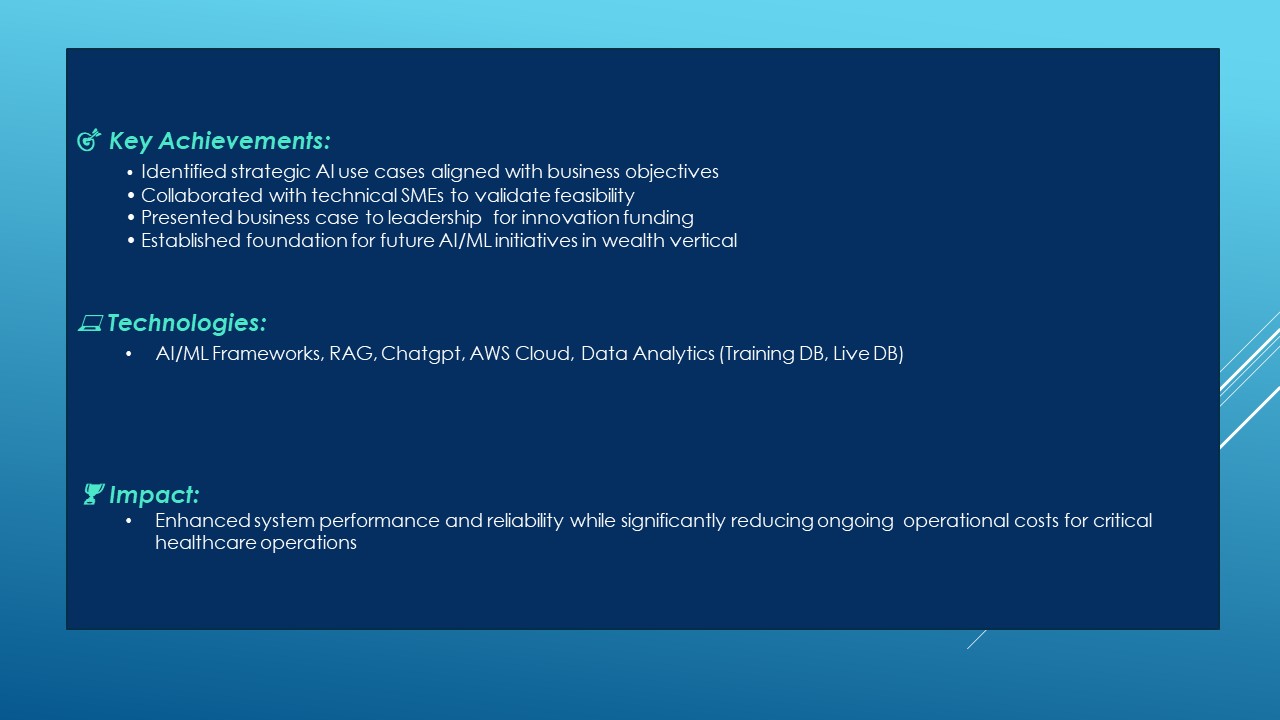 Key Achievements:
• Identified strategic AI use cases aligned with business objectives
• Collaborated with technical SMEs to validate feasibility
• Presented business case to leadership for innovation funding
• Established foundation for future AI/ML initiatives in wealth vertical
Technologies:
• AI/ML Frameworks, RAG, Chatgpt, AWS Cloud, Data Analytics (Training DB, Live DB)
Impact:
• Enhanced system performance and reliability while significantly reducing ongoing operational costs for critical
healthcare operations